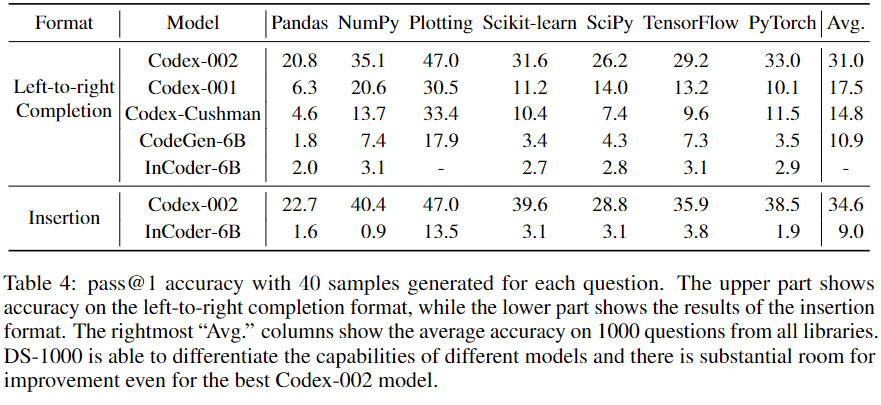 Format Model Pandas NumPy Plotting Scikit-learn SciPy TensorFlow PyTorch Avg.
Left-to-right Completion
Codex-002 20.8 35.1 47.0 31.6 26.2 29.2 33.0 31.0
Codex-001 6.3 20.6 30.5 11.2 14.0 13.2 10.1 17.5
Codex-Cushman 4.6 13.7 33.4 10.4 7.4 9.6 11.5 14.8
CodeGen-6B 1.8 7.4 17.9 3.4 4.3 7.3 3.5 10.9
InCoder-6B 2.0 3.1 - 2.7 2.8 3.1 2.9 -
Insertion
Codex-002 22.7 40.4 47.0 39.6 28.8 35.9 38.5 34.6
InCoder-6B 1.6 0.9 13.5 3.1 3.1 3.8 1.9 9.0
Table 4: pass@1 accuracy with 40 samples generated for each question. The upper part shows
accuracy on the left-to-right completion format, while the lower part shows the results of the insertion
format. The rightmost “Avg.” columns show the average accuracy on 1000 questions from all libraries.
DS-1000 is able to differentiate the capabilities of different models and there is substantial room for
improvement even for the best Codex-002 model.